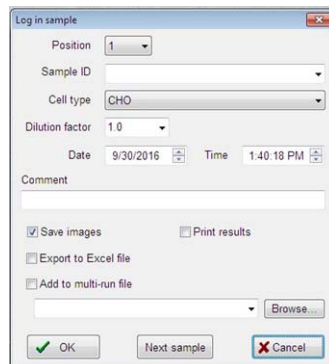 Log in sample
Position 1
Sample ID
Cell type CHO
Dilution factor 1.0
Date 9/30/2016 Time 1:40:18 PM
Comment
Save images Print results
Export to Excel file
Add to multi-run file
Browse...
OK Next sample Cancel